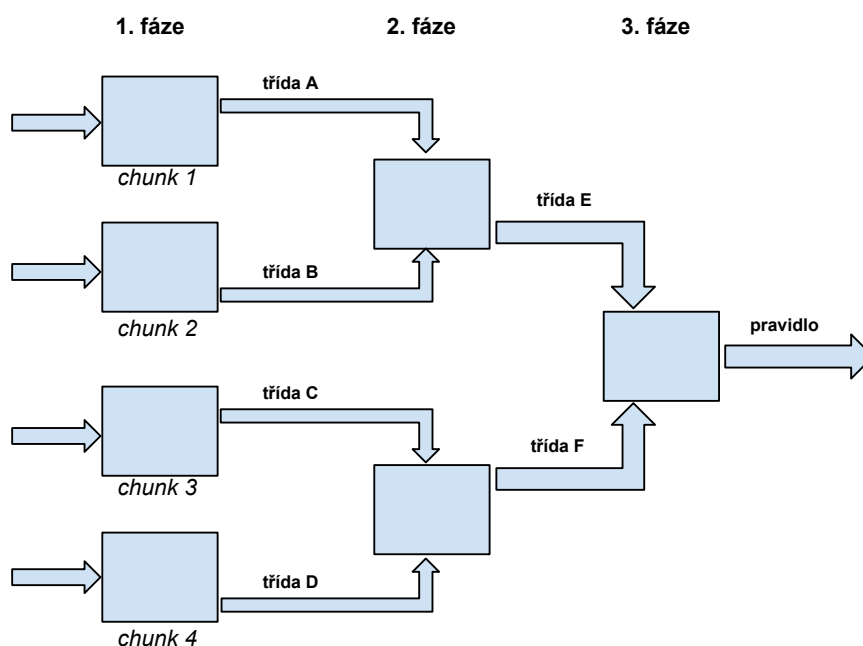 1. fáze
2. fáze
3. fáze
třída A
chunk 1
třída E
třída B
chunk 2
pravidlo
třída C
třída F
chunk 3
třída D
chunk 4